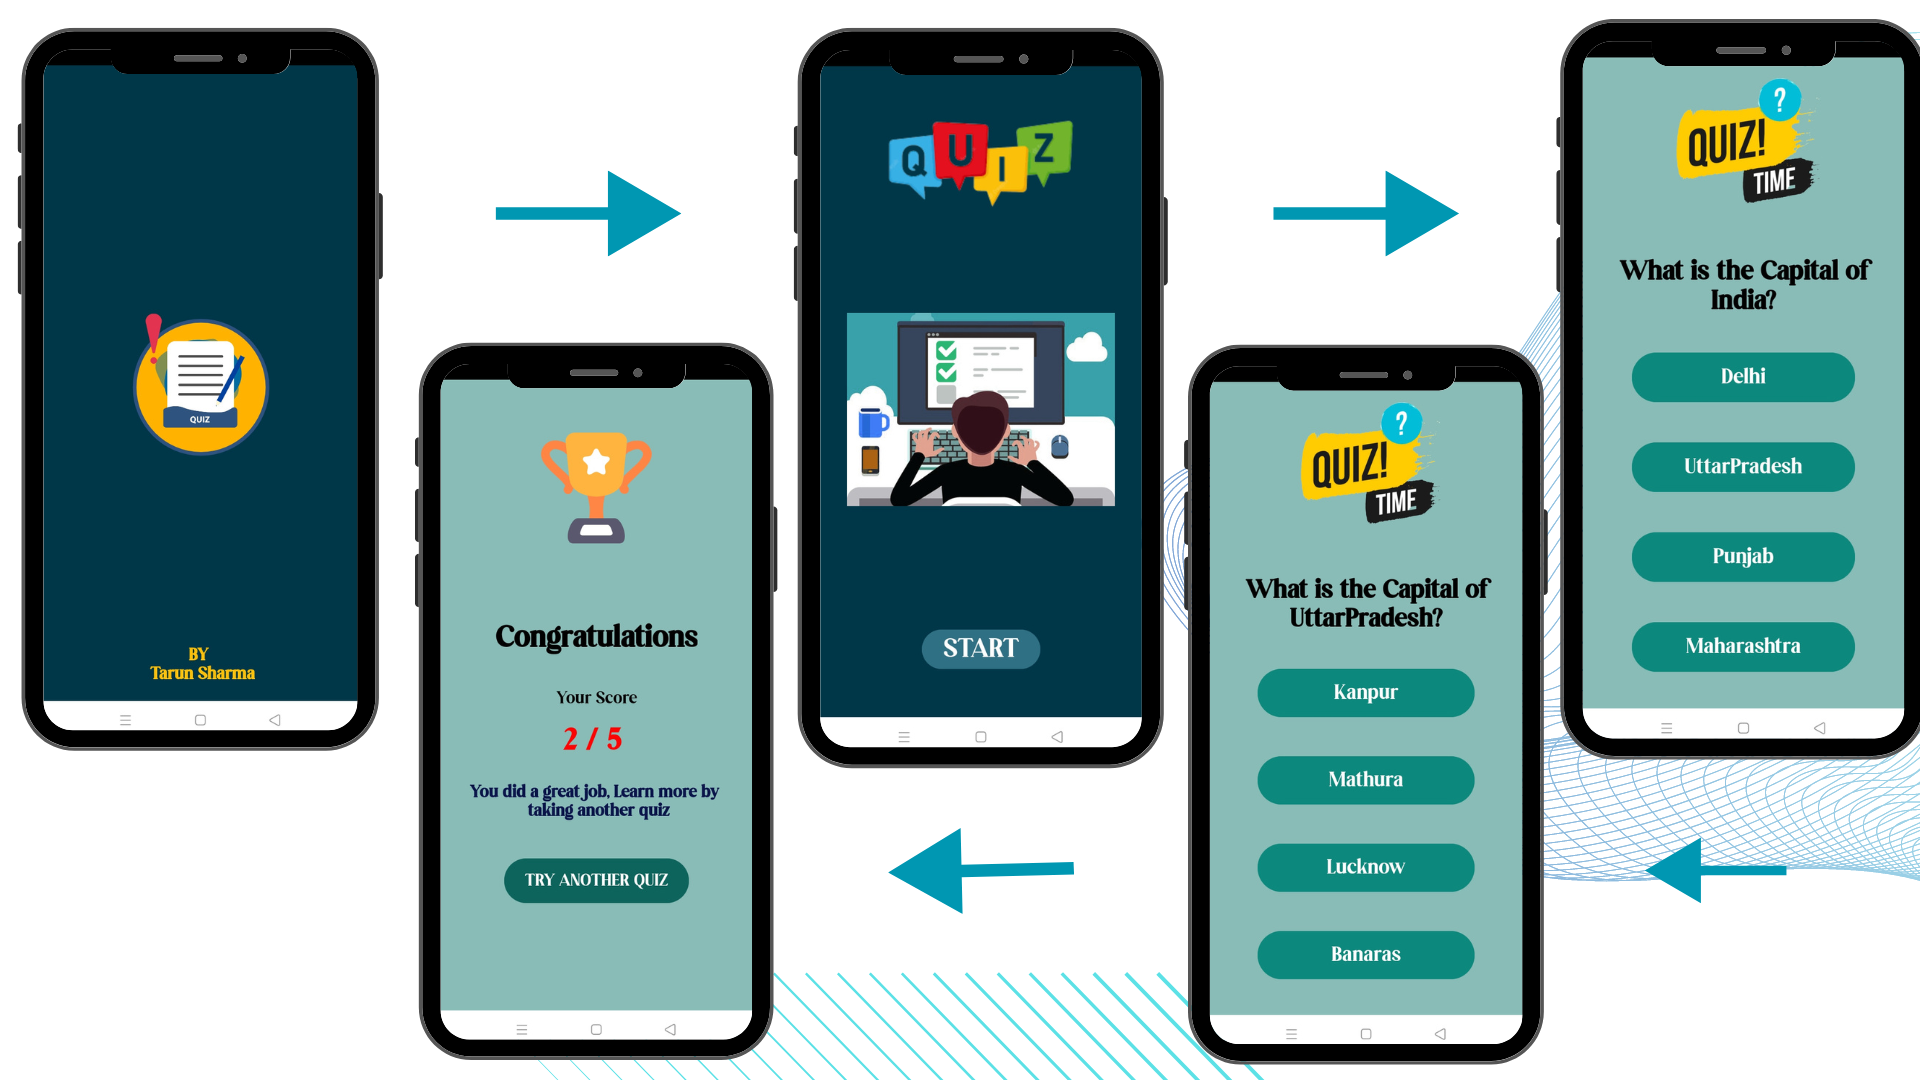 QUIZ
BY
Tarun Sharma
QUIZ
START
?
QUIZ!
TIME
What is the Capital of
India?
Delhi
UttarPradesh
Punjab
Maharashtra
?
QUIZ!
TIME
What is the Capital of
UttarPradesh?
Kanpur
Mathura
Lucknow
Banaras
Congratulations
Your Score
2 / 5
You did a great job, Learn more by
taking another quiz
TRY ANOTHER QUIZ